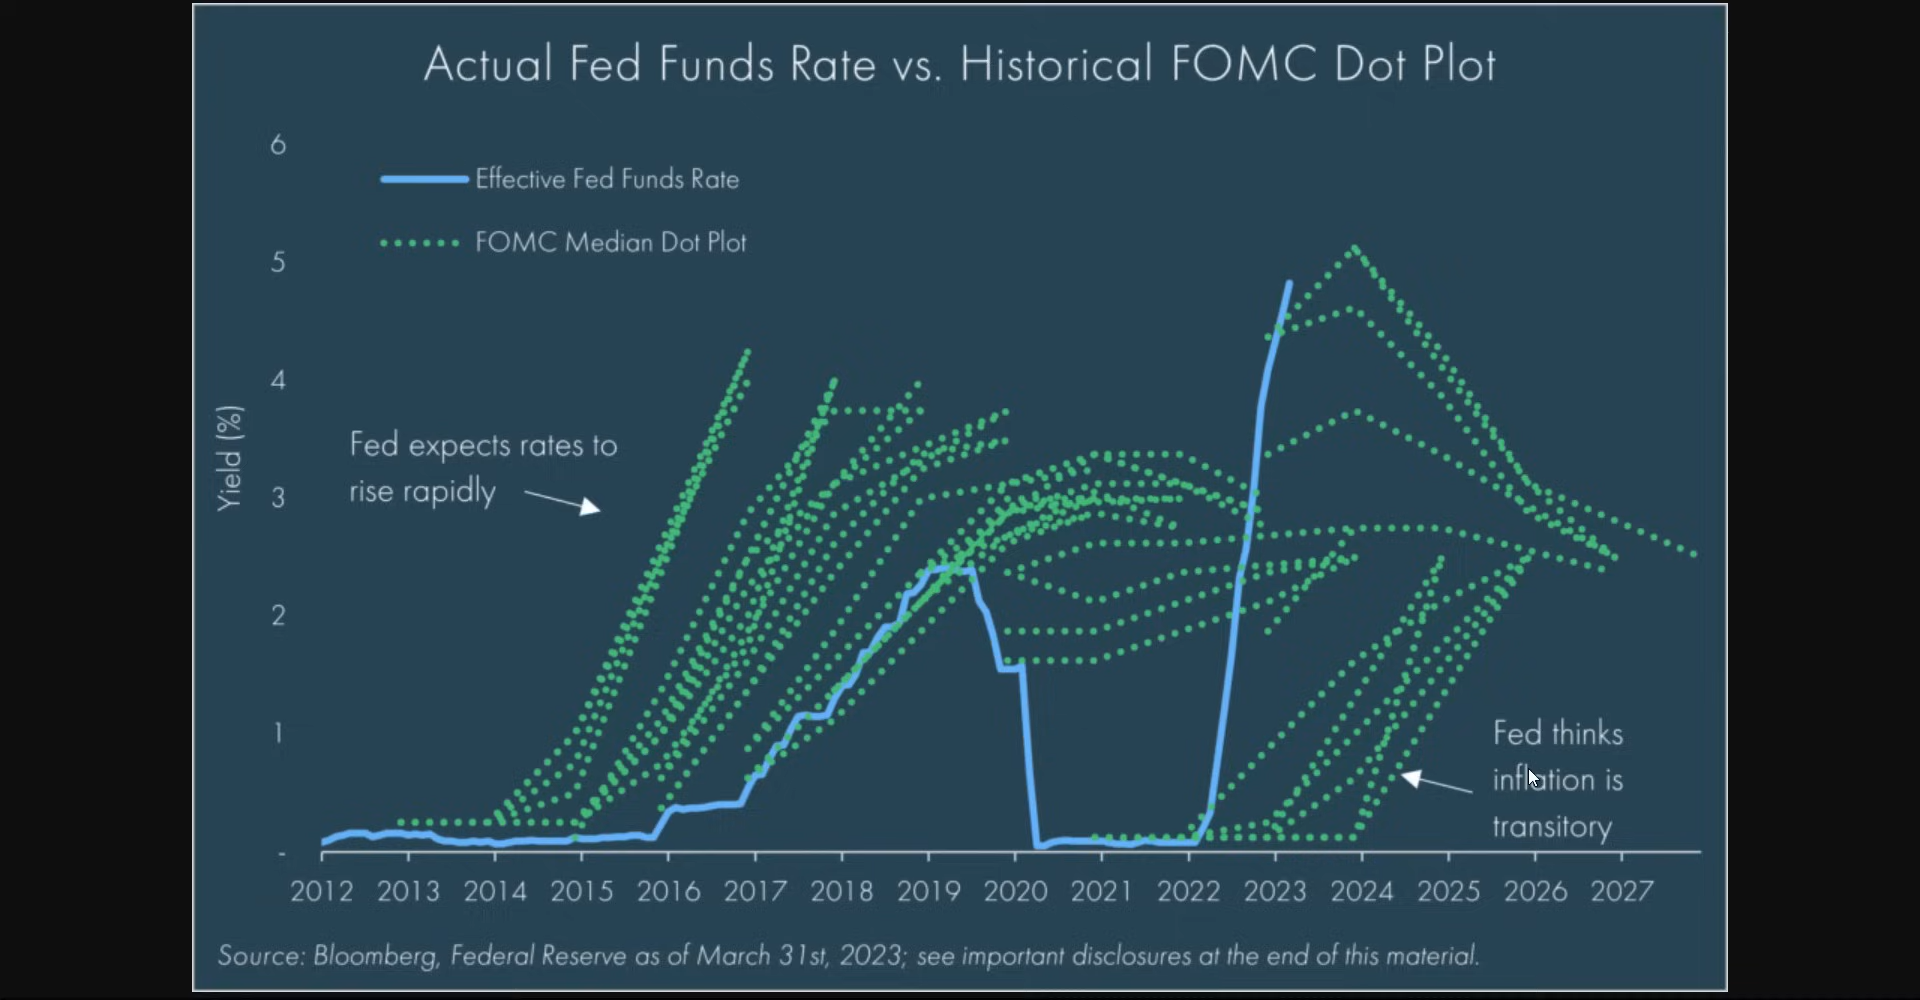 Actual Fed Funds Rate vs. Historical FOMC Dot Plot
6
Effective Fed Funds Rate
FOMC Median Dot Plot
5
4
Yield (%)
Fed expects rates to
rise rapidly
3
2
1
Fed thinks
inflation is
transitory
-
2012 2013 2014 2015 2016 2017 2018 2019 2020 2021 2022 2023 2024 2025 2026 2027
Source: Bloomberg, Federal Reserve as of March 31st, 2023; see important disclosures at the end of this material.